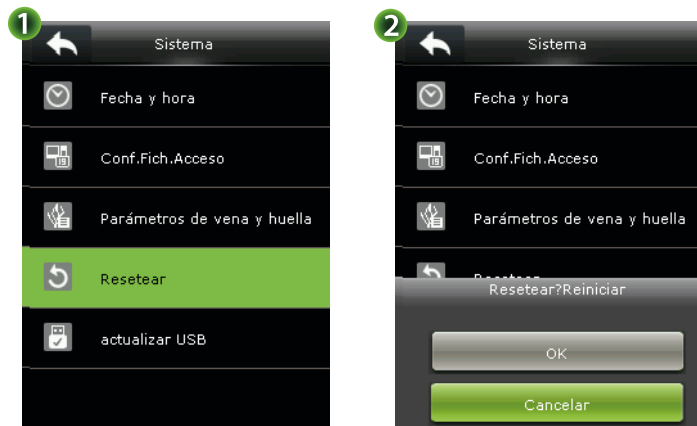 1
Sistema
Fecha y hora
Conf.Fich.Acceso
Parámetros de vena y huella
Resetear
actualizar USB
2
Sistema
Fecha y hora
Conf.Fich.Acceso
Parámetros de vena y huella
Resetear
Resetear?Reiniciar
OK
Cancelar